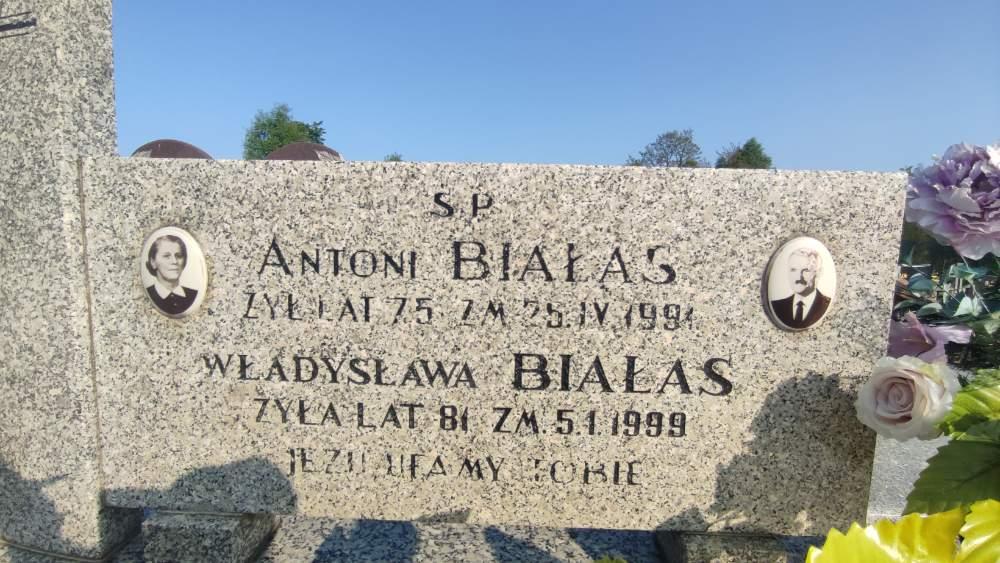 S.P.
ANTONI BIAŁAS
ŻYŁ LAT 75 ZM. 25.IV.1991
WŁADYSŁAWA BIAŁAS
ŻYŁA LAT 81 ZM. 5.I.1999
JEZU UFAMY TOBIE